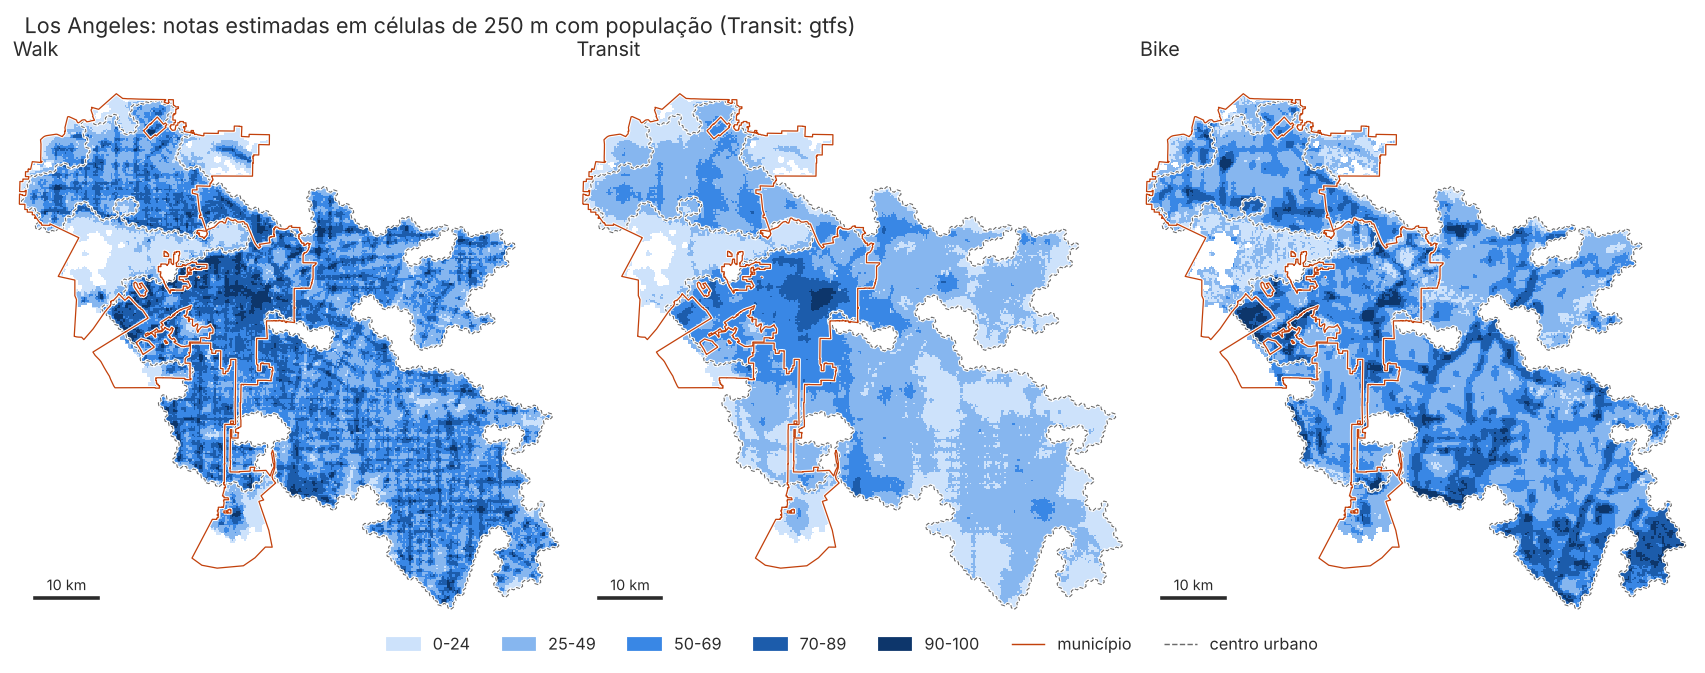 Los Angeles: notas estimadas em células de 250 m com população (Transit: gtfs)
Walk
Transit
Bike
10 km
10 km
10 km
0-24
25-49
50-69
70-89
90-100
município
centro urbano